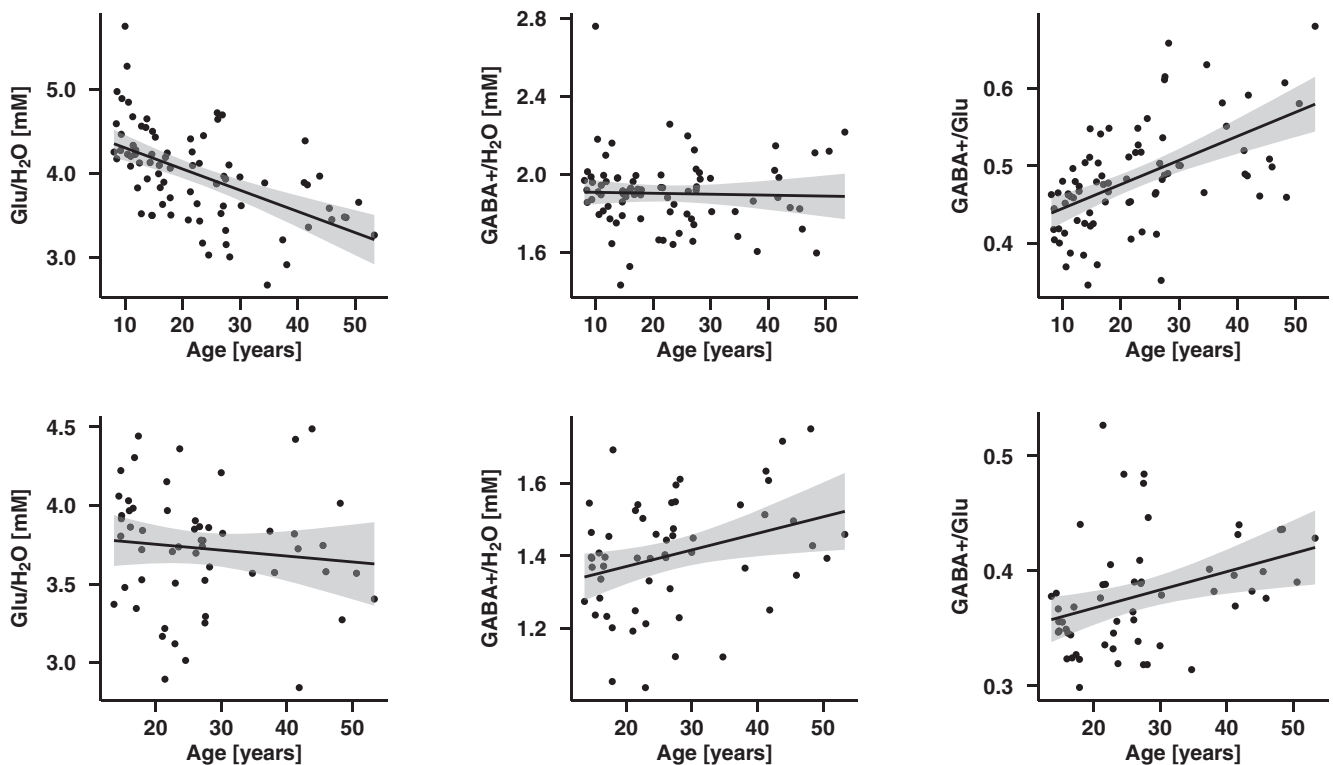 Glu/H₂O [mM]
5.0
4.0
3.0
10 20 30 40 50
Age [years]
GABA+/H₂O [mM]
2.8
2.4
2.0
1.6
10 20 30 40 50
Age [years]
GABA+/Glu
0.6
0.5
0.4
10 20 30 40 50
Age [years]
Glu/H₂O [mM]
4.5
4.0
3.5
3.0
20 30 40 50
Age [years]
GABA+/H₂O [mM]
1.6
1.4
1.2
20 30 40 50
Age [years]
GABA+/Glu
0.5
0.4
0.3
20 30 40 50
Age [years]